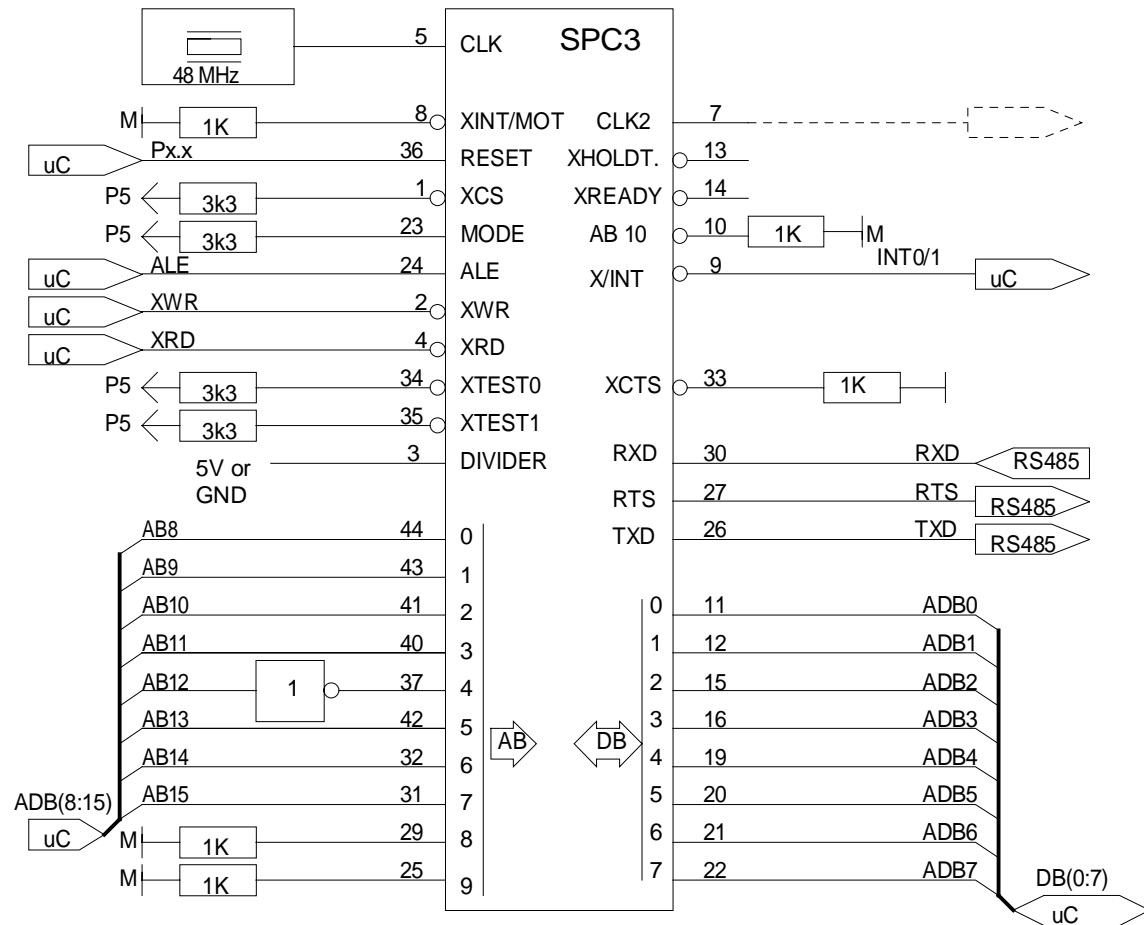 5 CLK SPC3
48 MHz
M 1K 8 XINT/MOT CLK2 7
uC Px.x 36 RESET XHOLDT. 13
P5 3k3 1 XCS XREADY 14
P5 3k3 23 MODE AB 10 10 1K M
uC ALE 24 ALE X/INT 9 INT0/1 uC
uC XWR 2 XWR
uC XRD 4 XRD
P5 3k3 34 XTEST0 XCTS 33 1K
P5 3k3 35 XTEST1
5V or 3 DIVIDER RXD 30 RXD RS485
GND
RTS 27 RTS RS485
AB8 44 0 TXD 26 TXD RS485
AB9 43 1
AB10 41 2 0 11 ADB0
AB11 40 3 1 12 ADB1
AB12 1 37 4 2 15 ADB2
AB13 42 5 AB DB 3 16 ADB3
AB14 32 6 4 19 ADB4
ADB(8:15) AB15 31 7 5 20 ADB5
uC M 1K 29 8 6 21 ADB6
M 1K 25 9 7 22 ADB7
DB(0:7)
uC